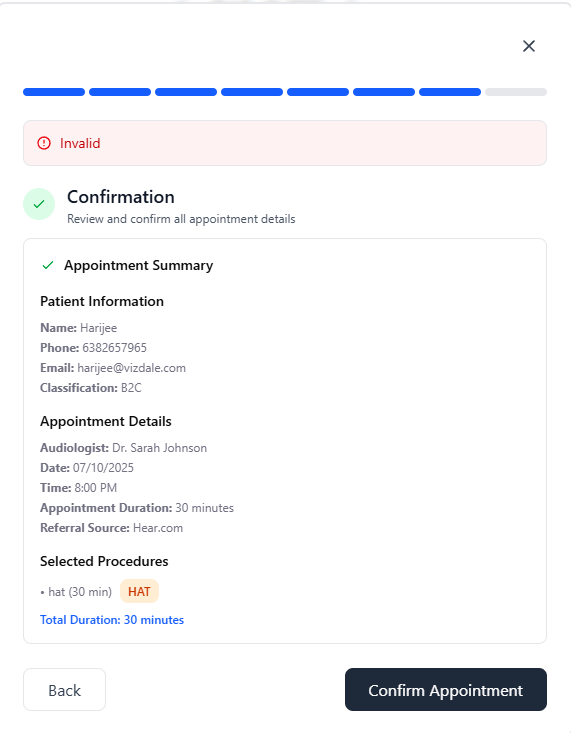 Invalid
Confirmation
Review and confirm all appointment details
Appointment Summary
Patient Information
Name: Harijee
Phone: 6382657965
Email: harijee@vizdale.com
Classification: B2C
Appointment Details
Audiologist: Dr. Sarah Johnson
Date: 07/10/2025
Time: 8:00 PM
Appointment Duration: 30 minutes
Referral Source: Hear.com
Selected Procedures
• hat (30 min) HAT
Total Duration: 30 minutes
Back Confirm Appointment